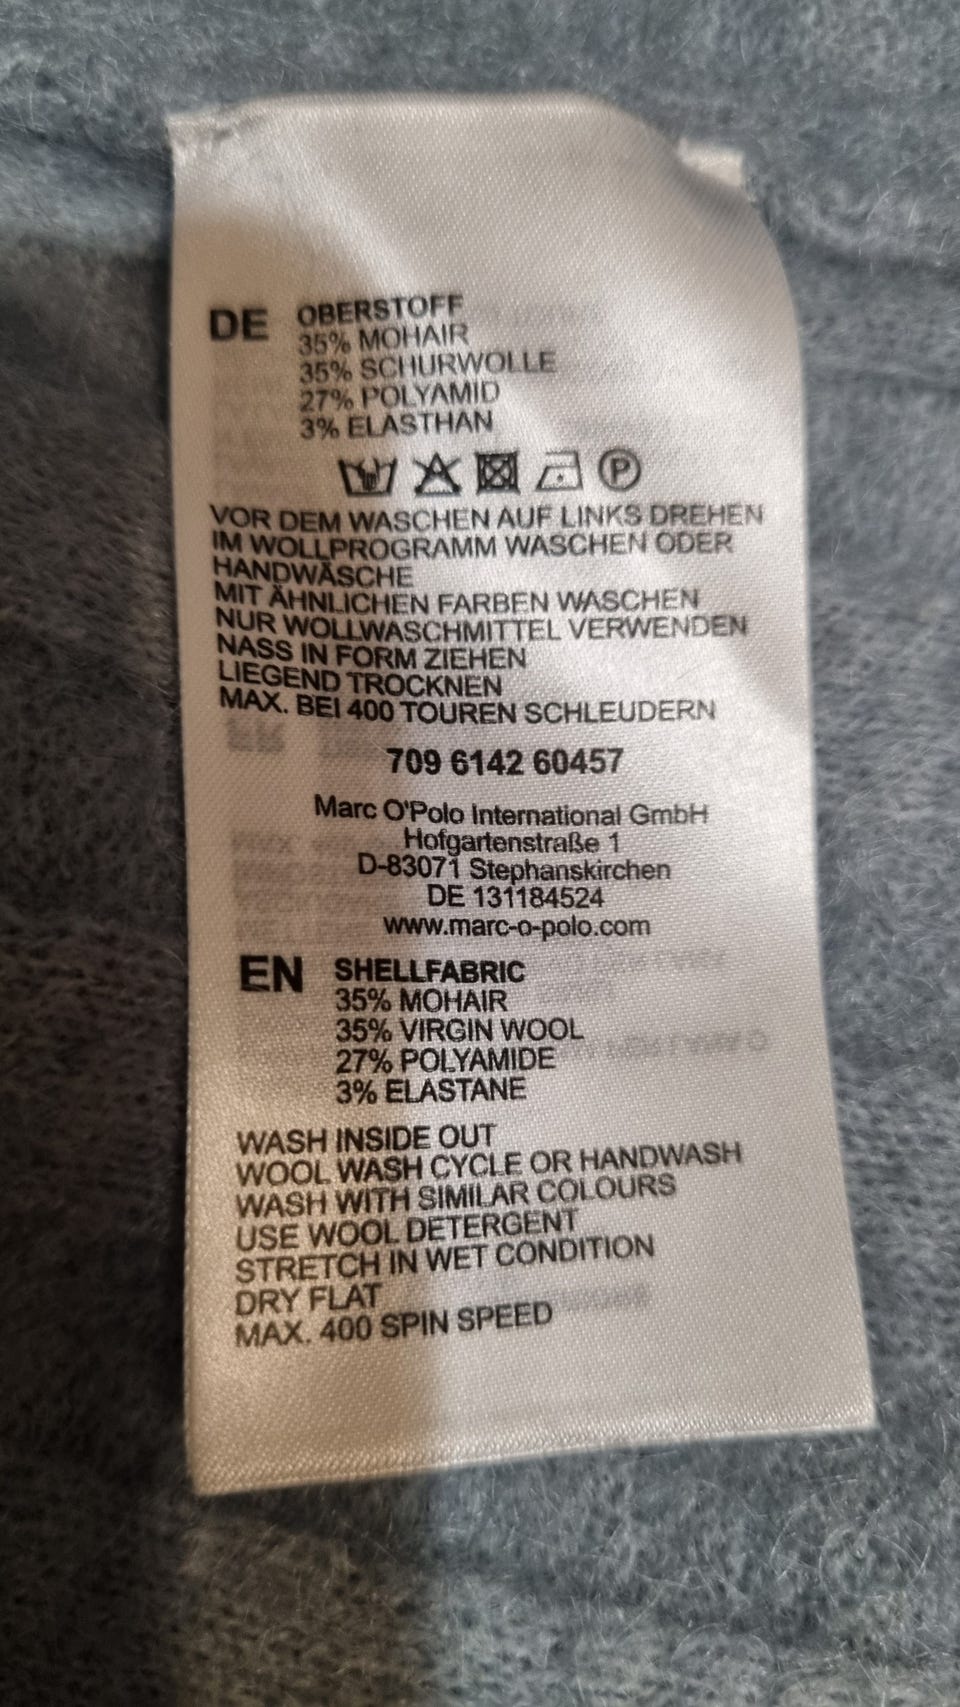 DE OBERSTOFF
35% MOHAIR
35% SCHURWOLLE
27% POLYAMID
3% ELASTHAN
P
VOR DEM WASCHEN AUF LINKS DREHEN
IM WOLLPROGRAMM WASCHEN ODER
HANDWÄSCHE
MIT ÄHNLICHEN FARBEN WASCHEN
NUR WOLLWASCHMITTEL VERWENDEN
NASS IN FORM ZIEHEN
LIEGEND TROCKNEN
MAX. BEI 400 TOUREN SCHLEUDERN
709 6142 60457
Marc O'Polo International GmbH
Hofgartenstraße 1
D-83071 Stephanskirchen
DE 131184524
www.marc-o-polo.com
EN SHELLFABRIC
35% MOHAIR
35% VIRGIN WOOL
27% POLYAMIDE
3% ELASTANE
WASH INSIDE OUT
WOOL WASH CYCLE OR HANDWASH
WASH WITH SIMILAR COLOURS
USE WOOL DETERGENT
STRETCH IN WET CONDITION
DRY FLAT
MAX. 400 SPIN SPEED